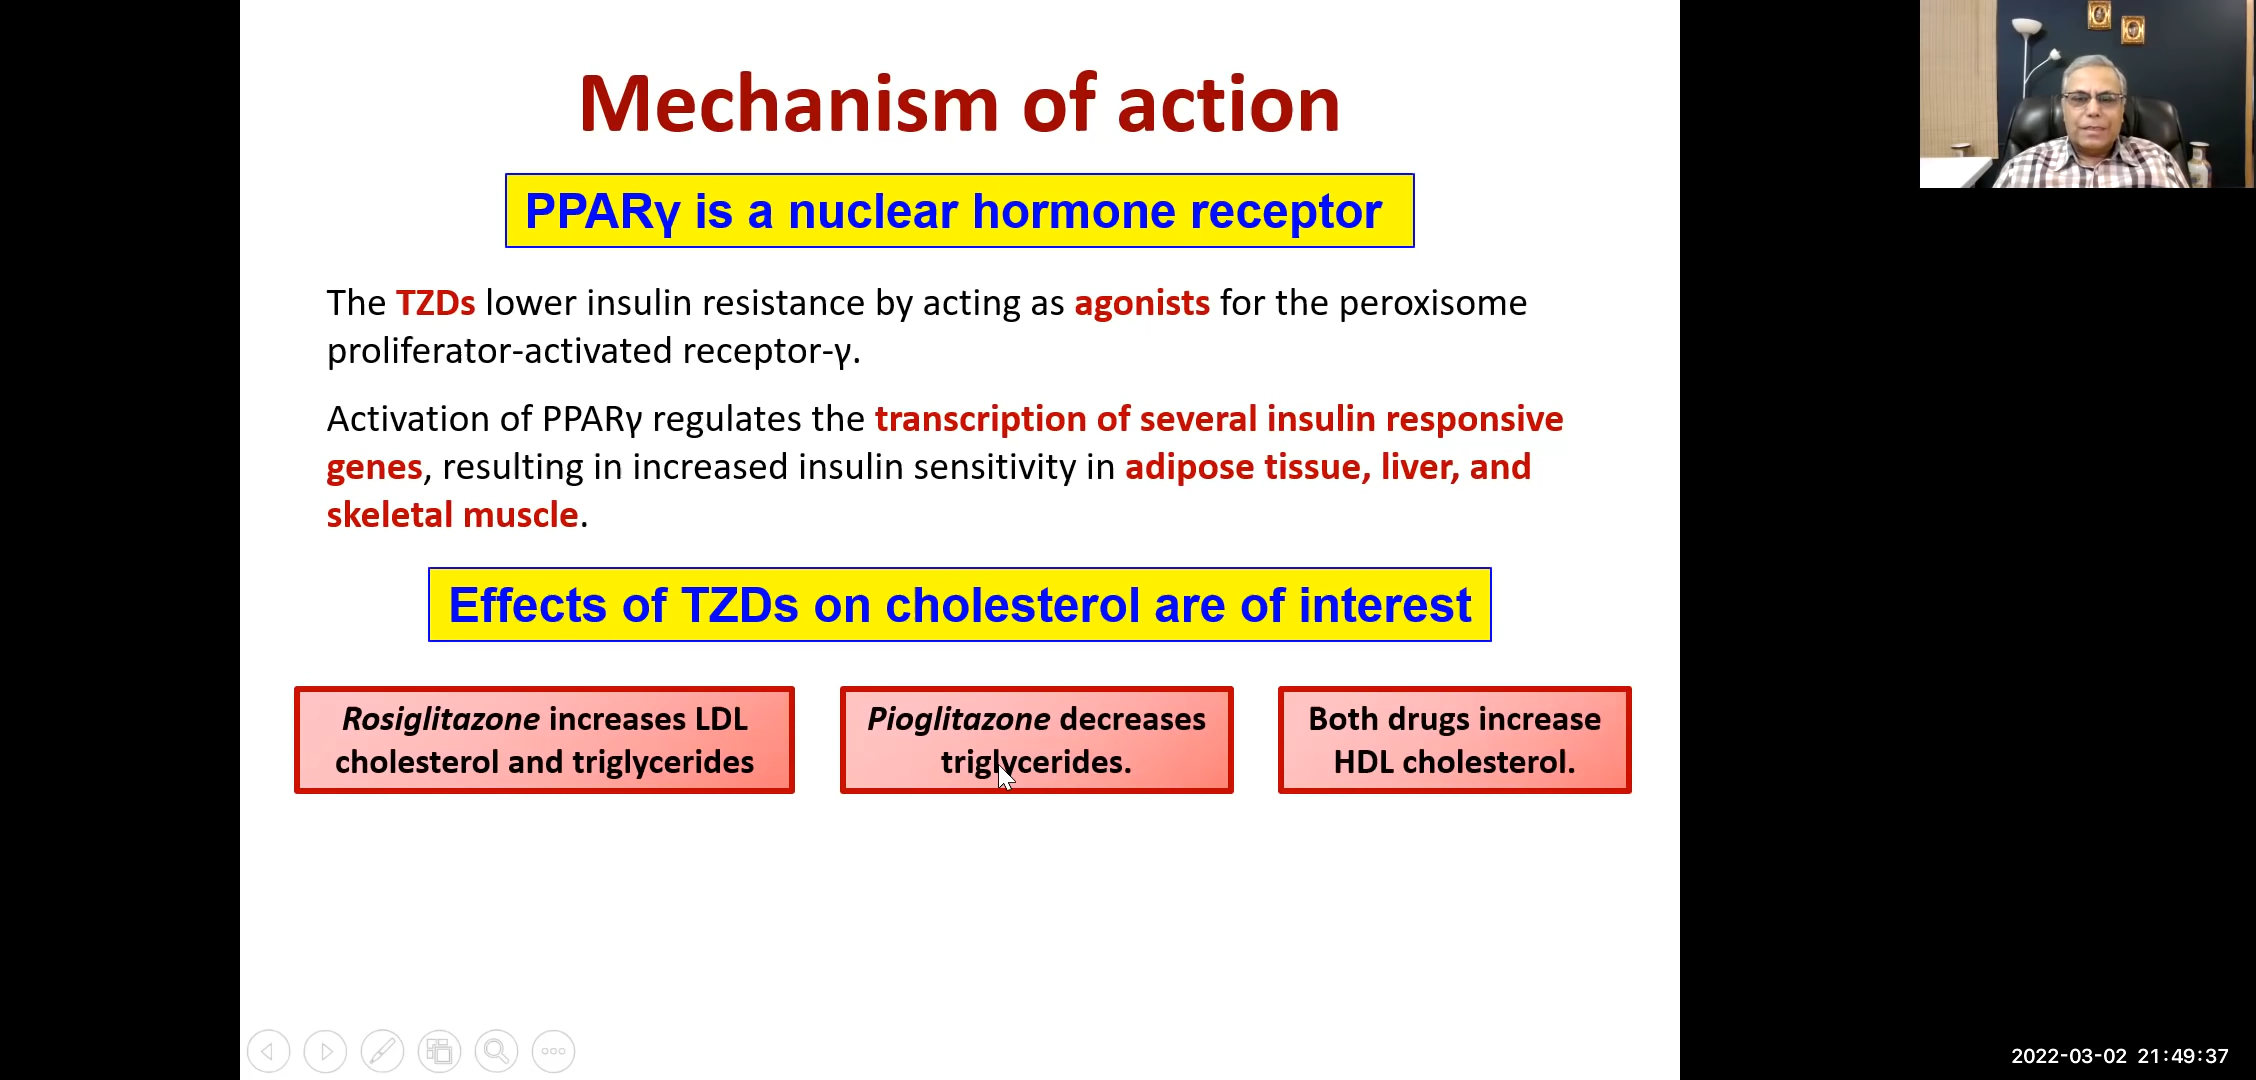 Mechanism of action
PPARγ is a nuclear hormone receptor
The TZDs lower insulin resistance by acting as agonists for the peroxisome
proliferator-activated receptor-γ.
Activation of PPARγ regulates the transcription of several insulin responsive
genes, resulting in increased insulin sensitivity in adipose tissue, liver, and
skeletal muscle.
Effects of TZDs on cholesterol are of interest
Rosiglitazone increases LDL
cholesterol and triglycerides
Pioglitazone decreases
triglycerides.
Both drugs increase
HDL cholesterol.
2022-03-02 21:49:37